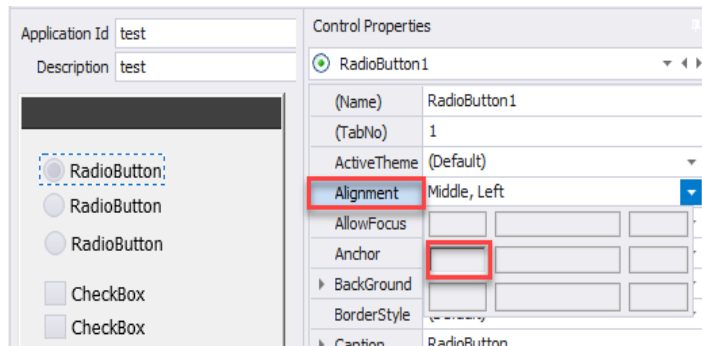 Application Id test
Description test
RadioButton
RadioButton
RadioButton
CheckBox
CheckBox
Control Properties
RadioButton1
(Name) RadioButton1
(TabNo) 1
ActiveTheme (Default)
Alignment Middle, Left
AllowFocus
Anchor
BackGround
BorderStyle
Caption RadioButton